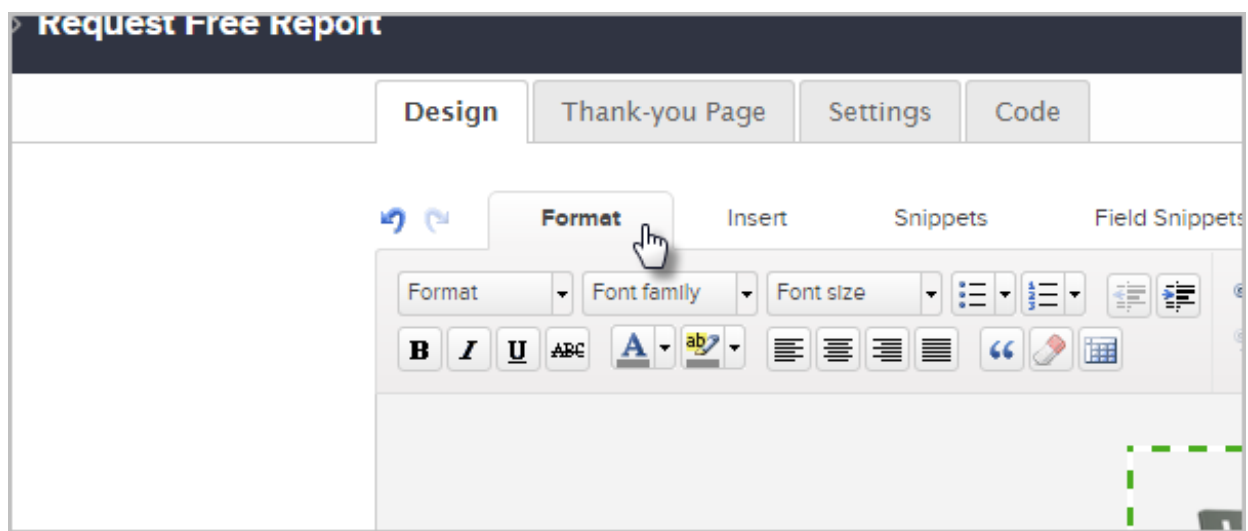 Request Free Report
Design Thank-you Page Settings Code
Format Insert Snippets Field Snippets
Format Font family Font size
B I U ABC A ab